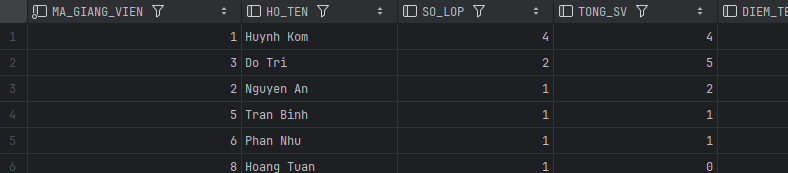 MA_GIANG_VIEN HO_TEN SO_LOP TONG_SV DIEM_TE
1 1 Huynh Kom 4 4
2 3 Do Tri 2 5
3 2 Nguyen An 1 2
4 5 Tran Binh 1 1
5 6 Phan Nhu 1 1
6 8 Hoang Tuan 1 0